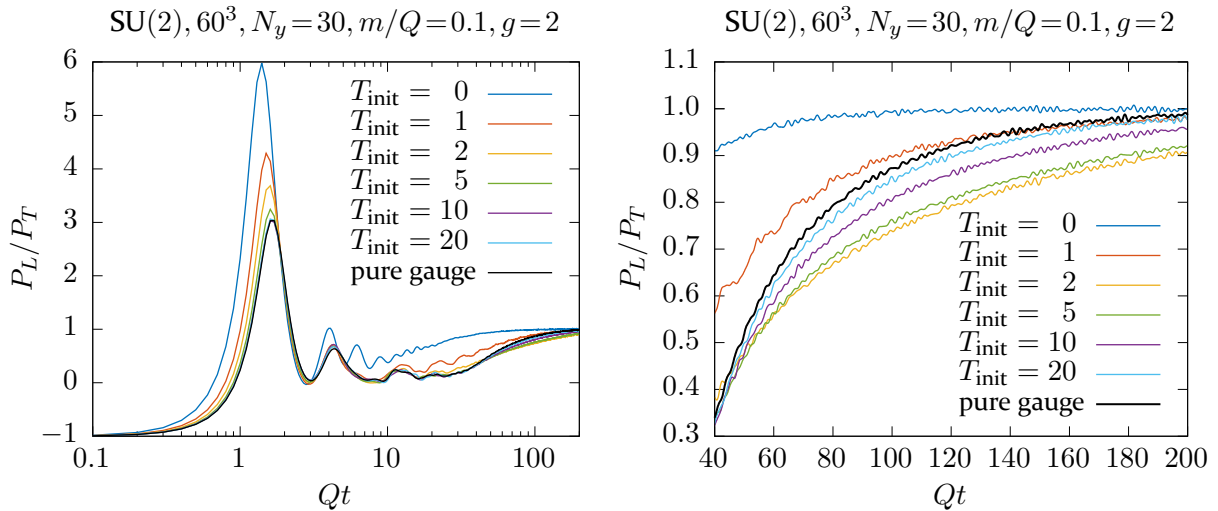 SU(2), 60³, N_y=30, m/Q=0.1, g=2
P_L/P_T
6
5
4
3
2
1
0
−1
T_init = 0
T_init = 1
T_init = 2
T_init = 5
T_init = 10
T_init = 20
pure gauge
0.1 1 10 100
Qt
SU(2), 60³, N_y=30, m/Q=0.1, g=2
P_L/P_T
1.1
1.0
0.9
0.8
0.7
0.6
0.5
0.4
0.3
T_init = 0
T_init = 1
T_init = 2
T_init = 5
T_init = 10
T_init = 20
pure gauge
40 60 80 100 120 140 160 180 200
Qt